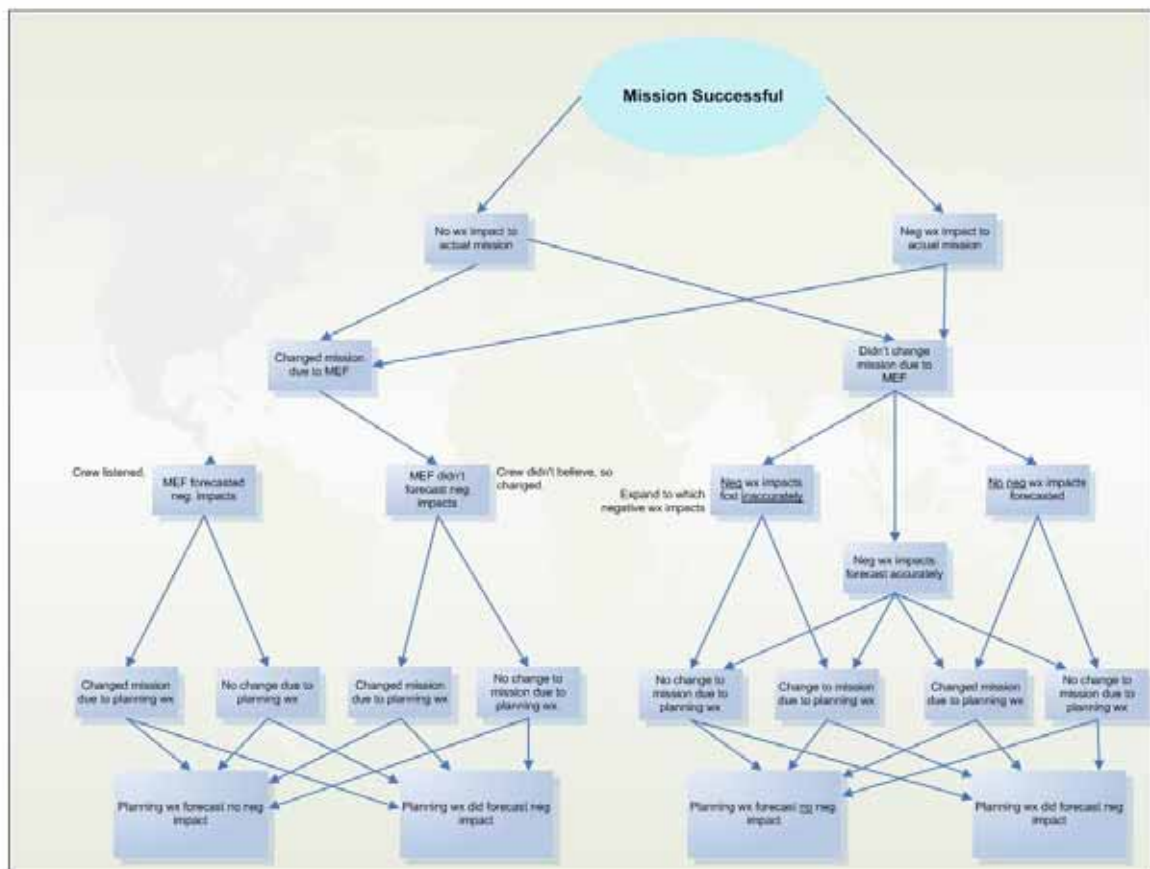 Mission Successful
No wx impact to
actual mission
Neg wx impact to
actual mission
Changed mission
due to MEF
Didn't change
mission due to
MEF
Crew listened.
MEF forecasted
neg. impacts
MEF didn't
forecast neg
impacts
Crew didn't believe, so
changed
Expand to which
negative wx impacts
Neg wx impacts
fcst inaccurately
No neg wx impacts
forecasted
Neg wx impacts
forecast accurately
Changed mission
due to planning wx
No change due to
planning wx
Changed mission
due to planning wx
No change to
mission due to
planning wx.
No change to
mission due to
planning wx
Change to mission
due to planning wx
Changed mission
due to planning wx
No change to
mission due to
planning wx
Planning wx forecast no neg
impact
Planning wx did forecast neg
impact
Planning wx forecast no neg
impact
Planning wx did forecast neg
impact